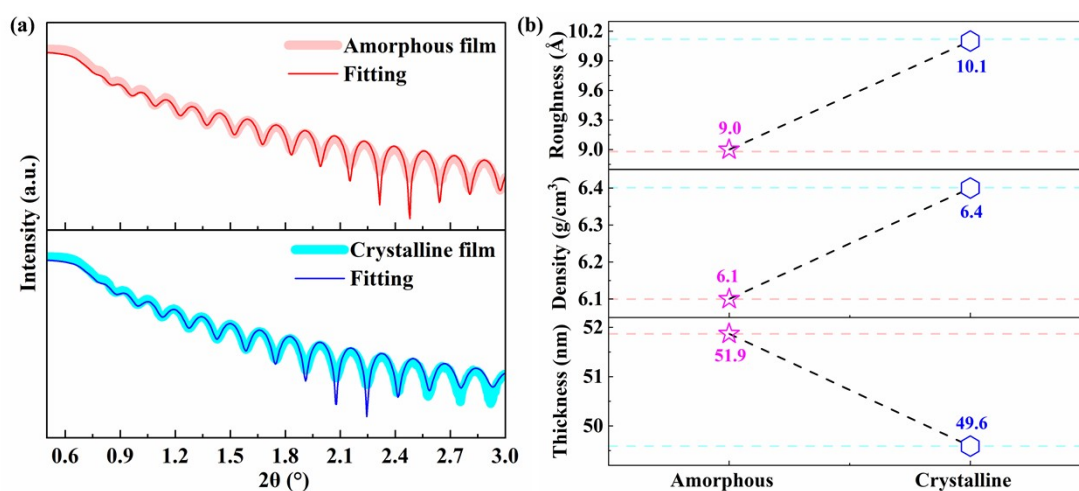 (a)
Amorphous film
Fitting
Crystalline film
Fitting
Intensity (a.u.)
0.6 0.9 1.2 1.5 1.8 2.1 2.4 2.7 3.0
2θ (°)
(b)
Roughness (Å)
10.2
9.9
9.6
9.3
9.0
9.0
10.1
Density (g/cm³)
6.4
6.3
6.2
6.1
6.1
6.4
Thickness (nm)
52
51
50
51.9
49.6
Amorphous Crystalline